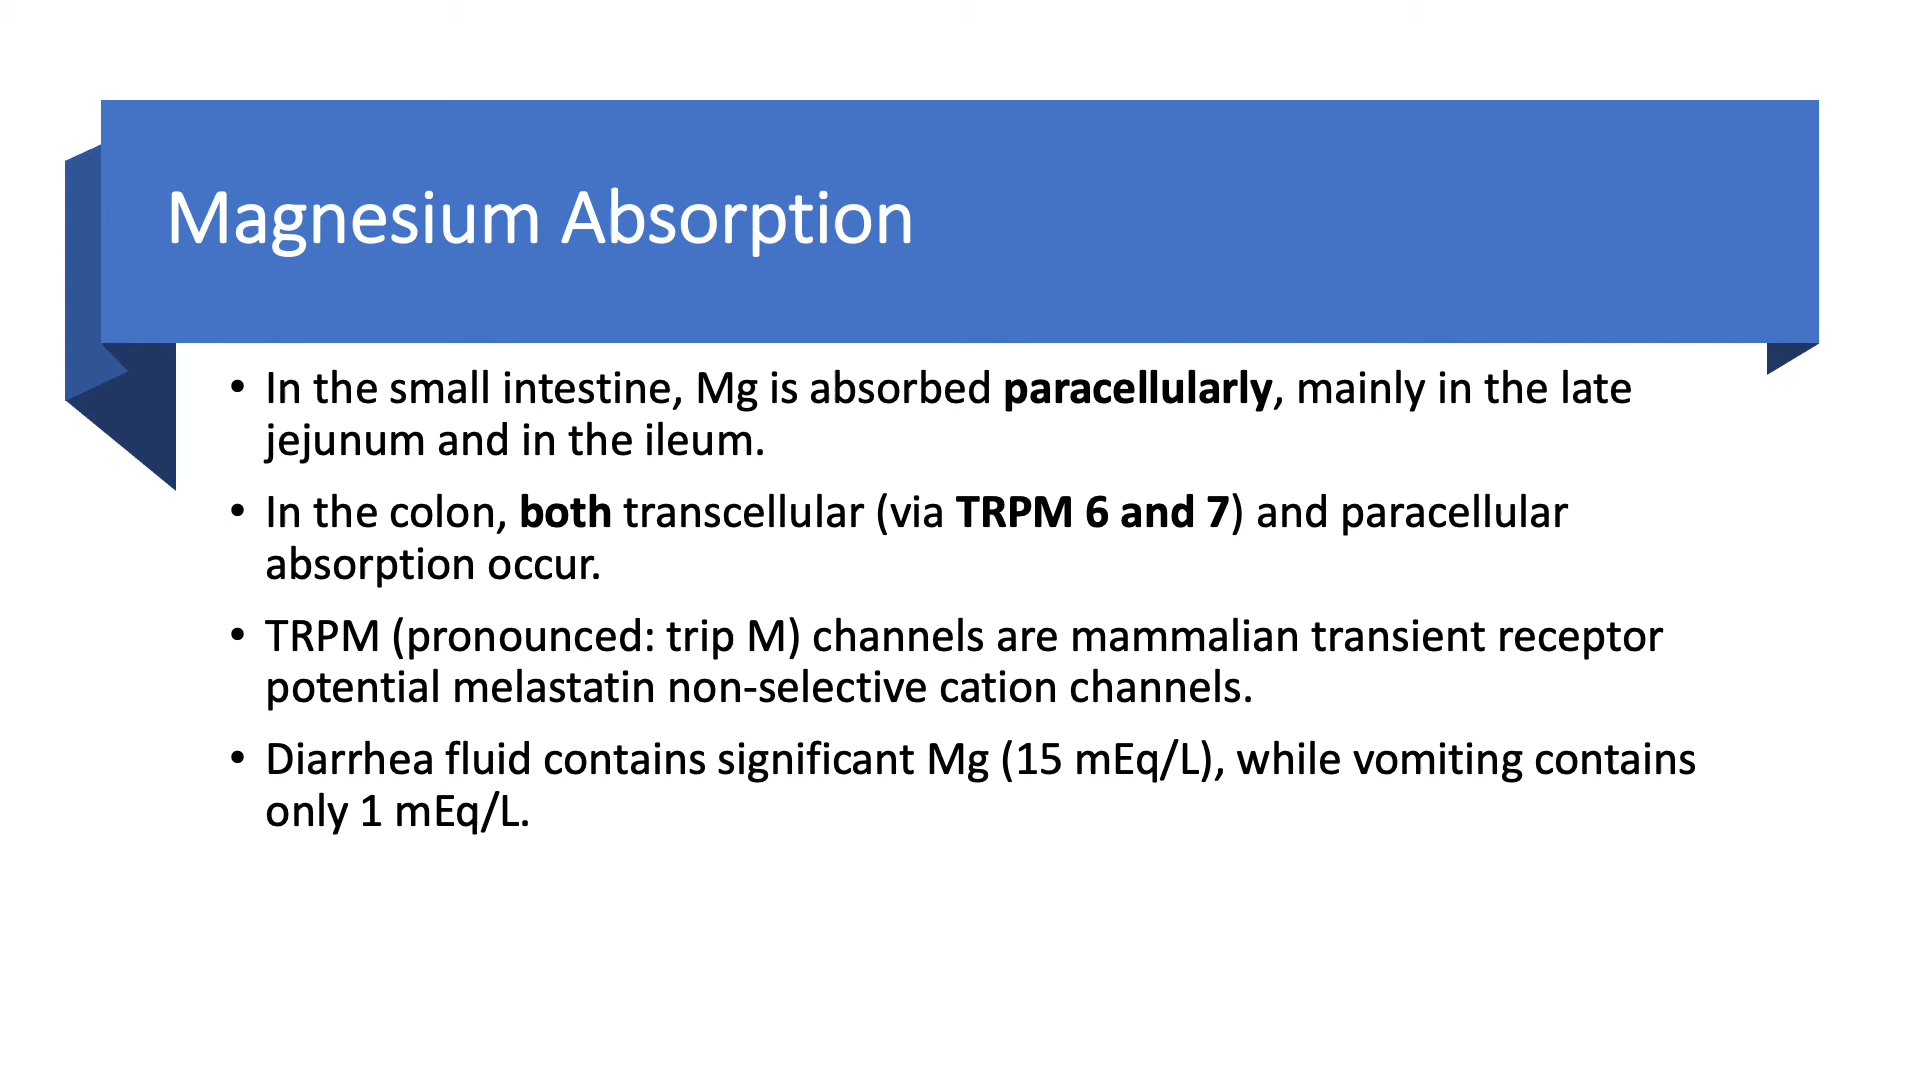 Magnesium Absorption
• In the small intestine, Mg is absorbed paracellularly, mainly in the late
jejunum and in the ileum.
• In the colon, both transcellular (via TRPM 6 and 7) and paracellular
absorption occur.
• TRPM (pronounced: trip M) channels are mammalian transient receptor
potential melastatin non-selective cation channels.
• Diarrhea fluid contains significant Mg (15 mEq/L), while vomiting contains
only 1 mEq/L.